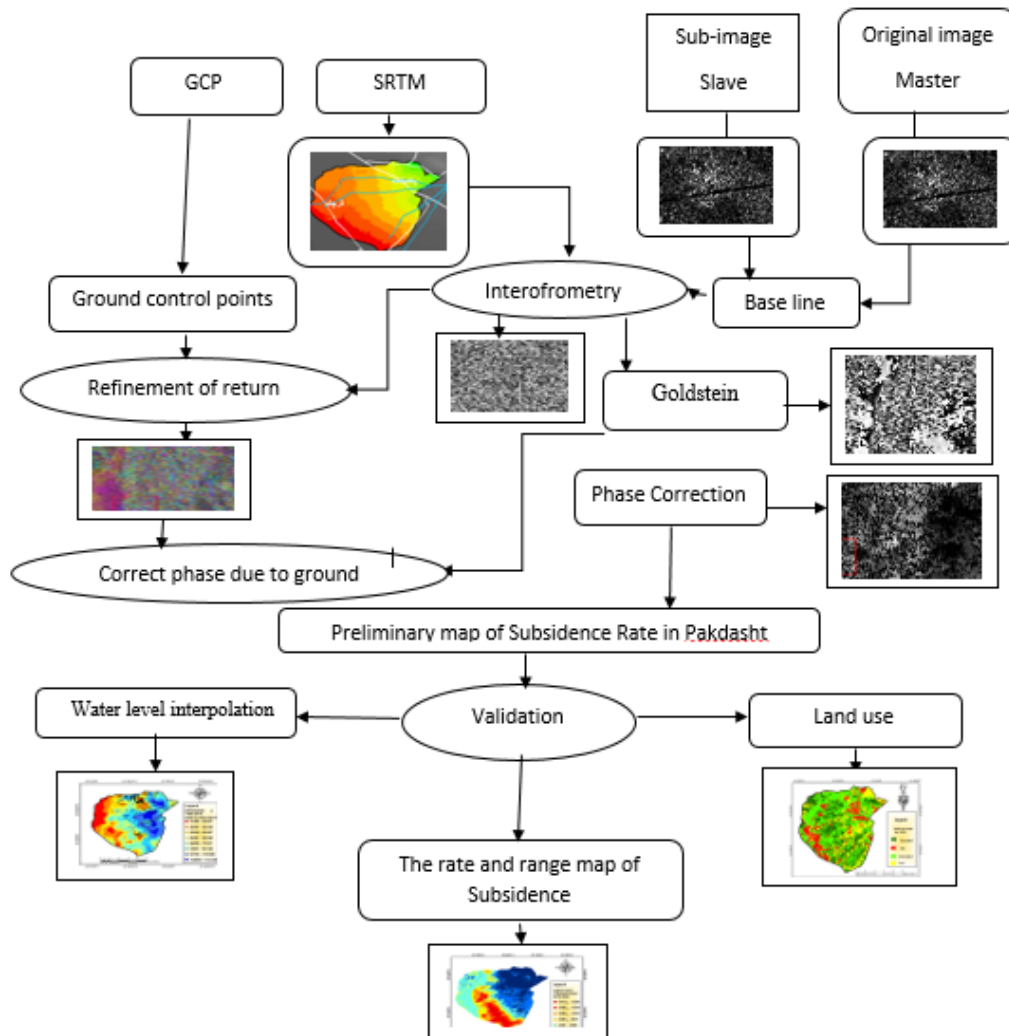 Sub-image
Slave
Original image
Master
GCP
SRTM
Ground control points
Interofrometry
Base line
Refinement of return
Goldstein
Phase Correction
Correct phase due to ground
Preliminary map of Subsidence Rate in Pakdasht
Water level interpolation
Validation
Land use
The rate and range map of
Subsidence